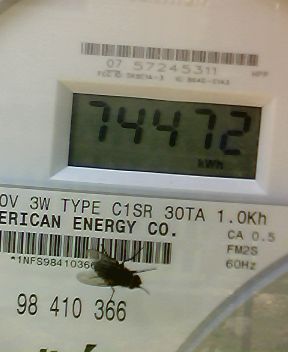 07 57245311
74472
kWh
0V 3W TYPE C1SR 30TA 1.0Kh
ERICAN ENERGY CO.
CA 0.5
FM2S
*1NFS98410366
60Hz
98 410 366